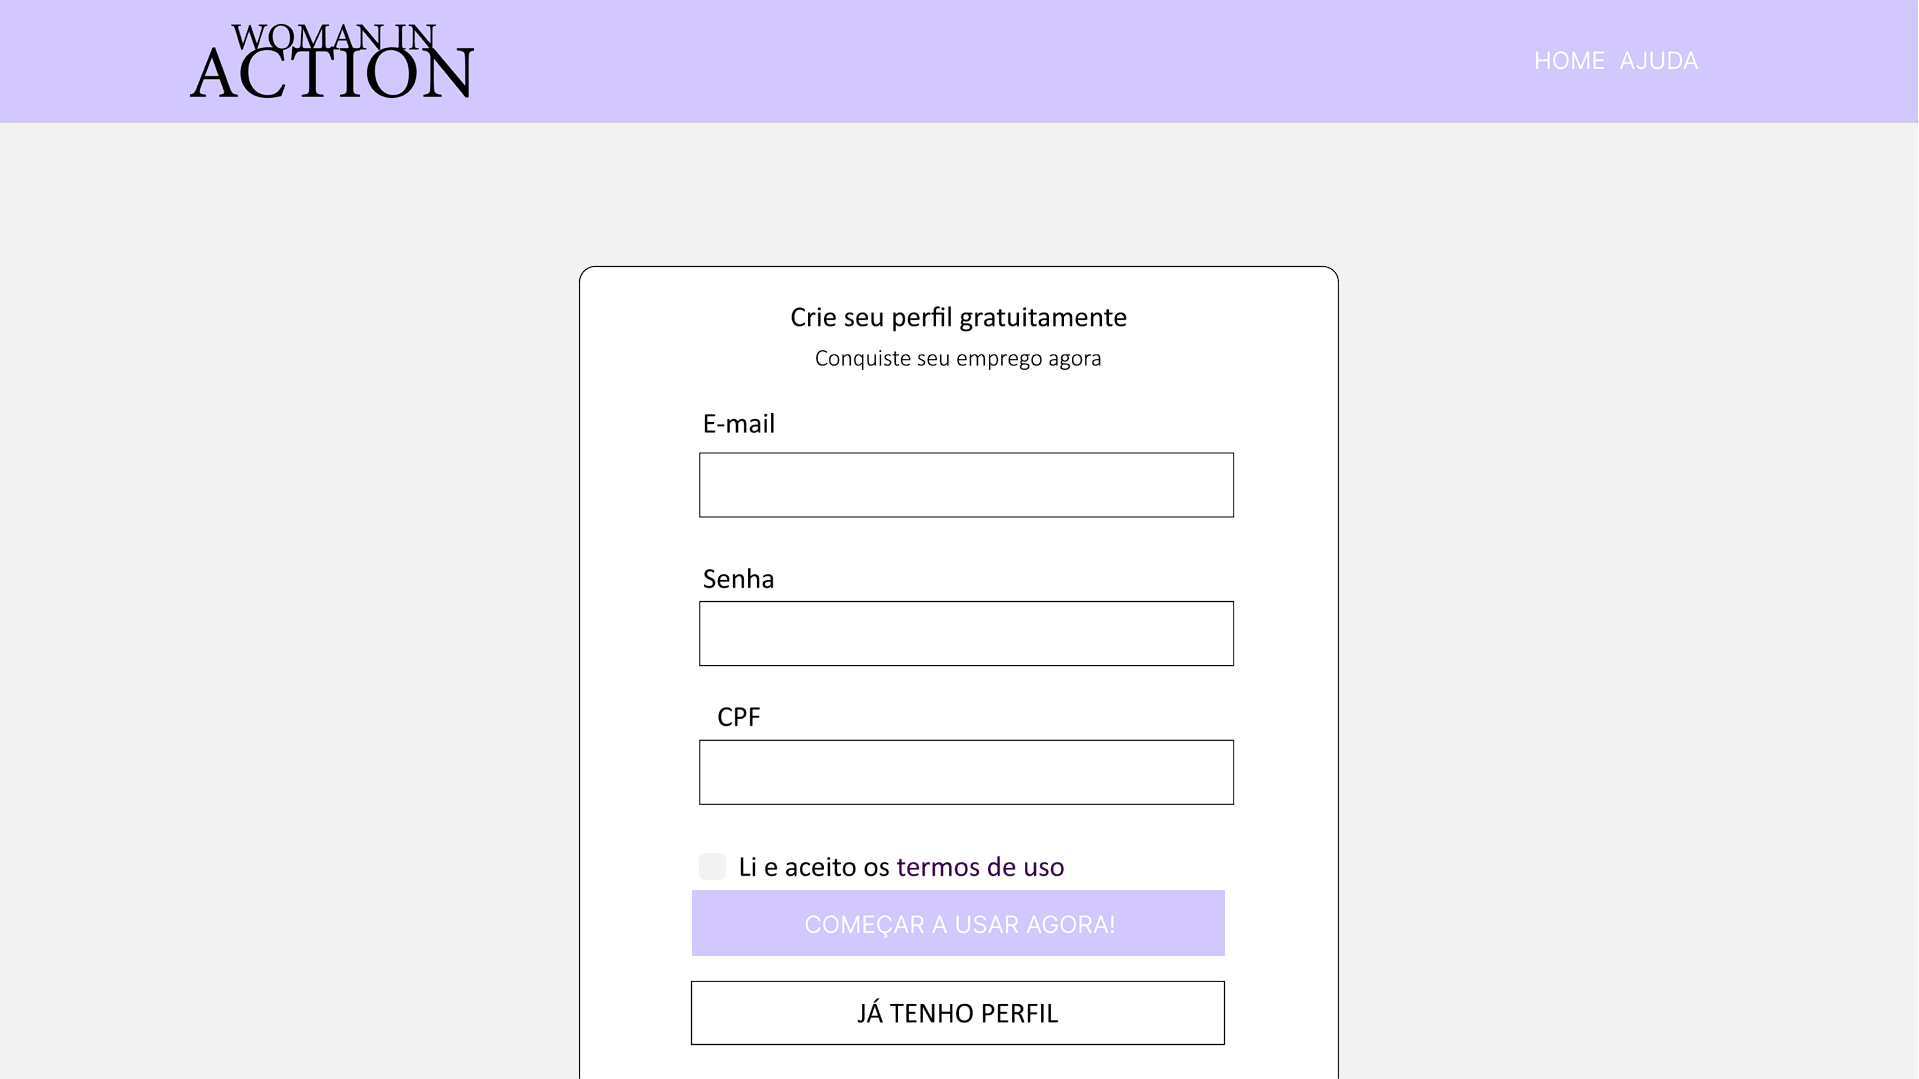 WOMAN IN
ACTION
HOME AJUDA
Crie seu perfil gratuitamente
Conquiste seu emprego agora
E-mail
Senha
CPF
Li e aceito os termos de uso
COMEÇAR A USAR AGORA!
JÁ TENHO PERFIL